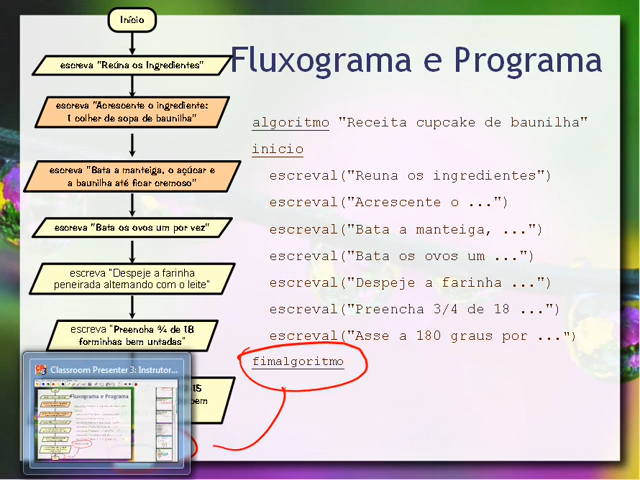 Início
Fluxograma e Programa
escreva "Reúna os Ingredientes"
escreva "Acrescente o ingrediente:
1 colher de sopa de baunilha"
escreva "Bata a manteiga, o açúcar e
a baunilha até ficar cremoso"
escreva "Bata os ovos um por vez"
escreva "Despeje a farinha
peneirada alternando com o leite"
escreva "Preencha ¾ de 18
forminhas bem untadas"
15
bem
algoritmo "Receita cupcake de baunilha"
inicio
escreval("Reuna os ingredientes")
escreval("Acrescente o ...")
escreval("Bata a manteiga, ...")
escreval("Bata os ovos um ...")
escreval("Despeje a farinha ...")
escreval("Preencha 3/4 de 18 ...")
escreval("Asse a 180 graus por ...")
fimalgoritmo
Classroom Presenter 3: Instrutor...
Fluxograma e Programa